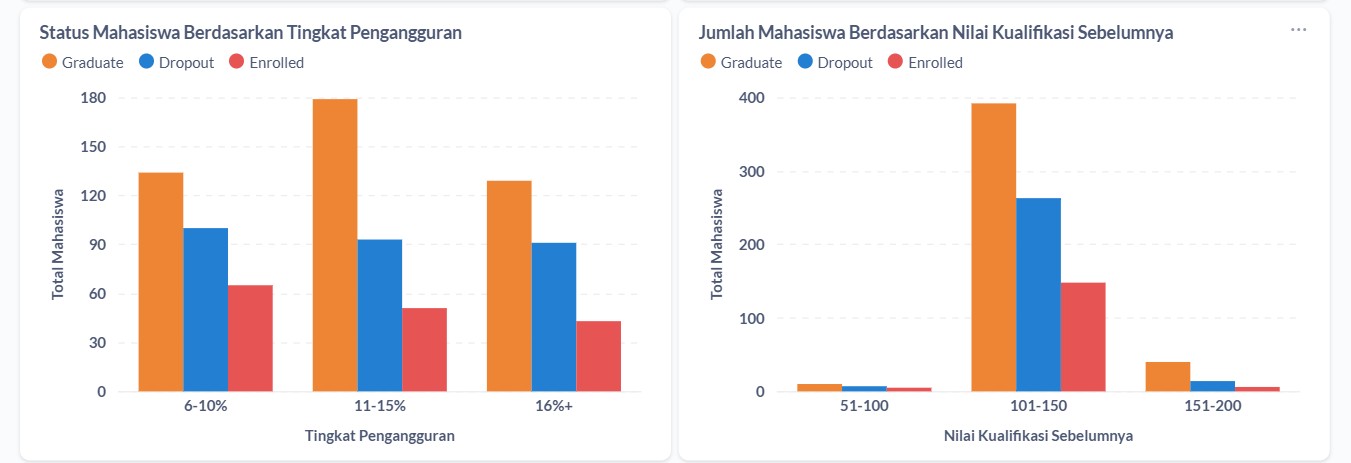 Status Mahasiswa Berdasarkan Tingkat Pengangguran
Graduate Dropout Enrolled
180
150
120
90
60
30
0
Total Mahasiswa
6-10% 11-15% 16%+
Tingkat Pengangguran
Jumlah Mahasiswa Berdasarkan Nilai Kualifikasi Sebelumnya
Graduate Dropout Enrolled
400
300
200
100
0
Total Mahasiswa
51-100 101-150 151-200
Nilai Kualifikasi Sebelumnya